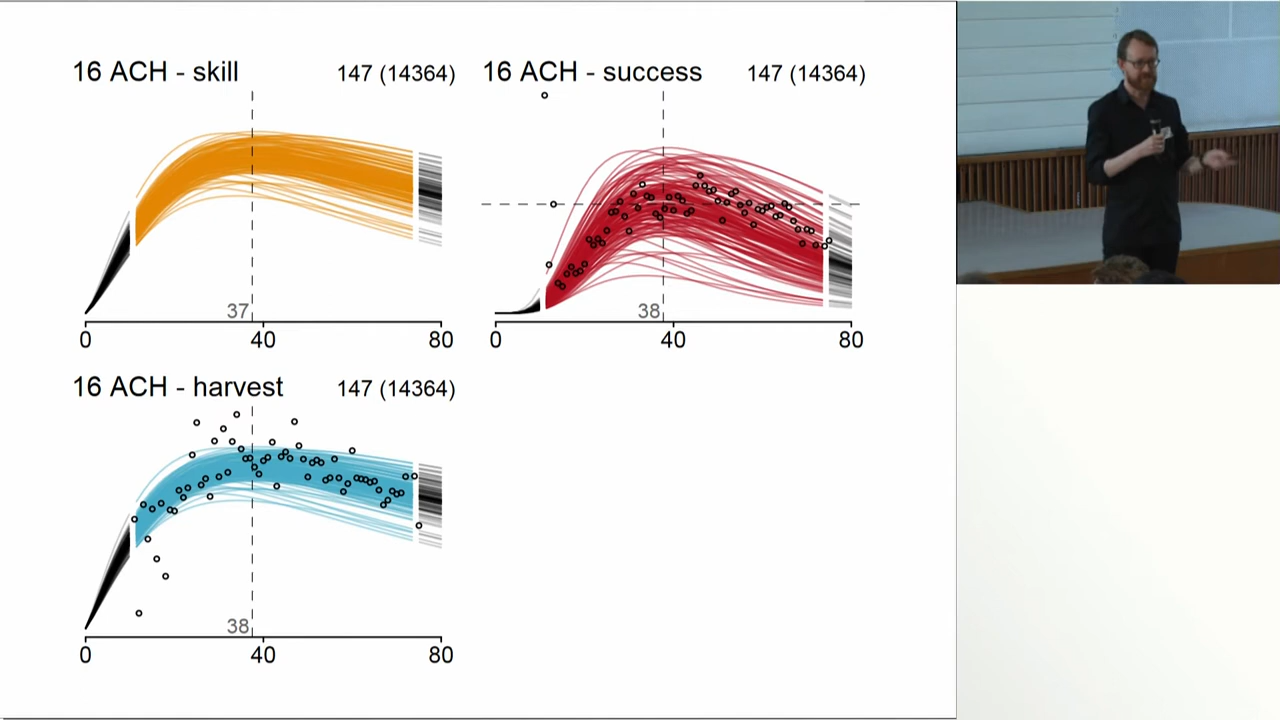 16 ACH - skill 147 (14364)
37
0 40 80
16 ACH - success 147 (14364)
38
0 40 80
16 ACH - harvest 147 (14364)
38
0 40 80